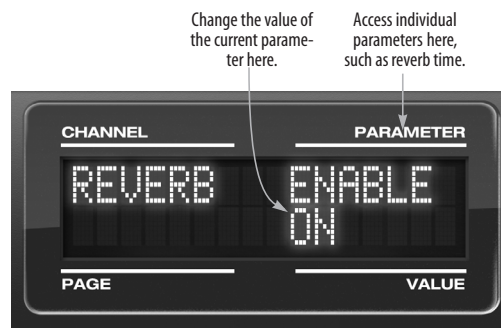 Change the value of
the current parame-
ter here.
Access individual
parameters here,
such as reverb time.
CHANNEL PARAMETER
REVERB ENABLE
ON
PAGE VALUE